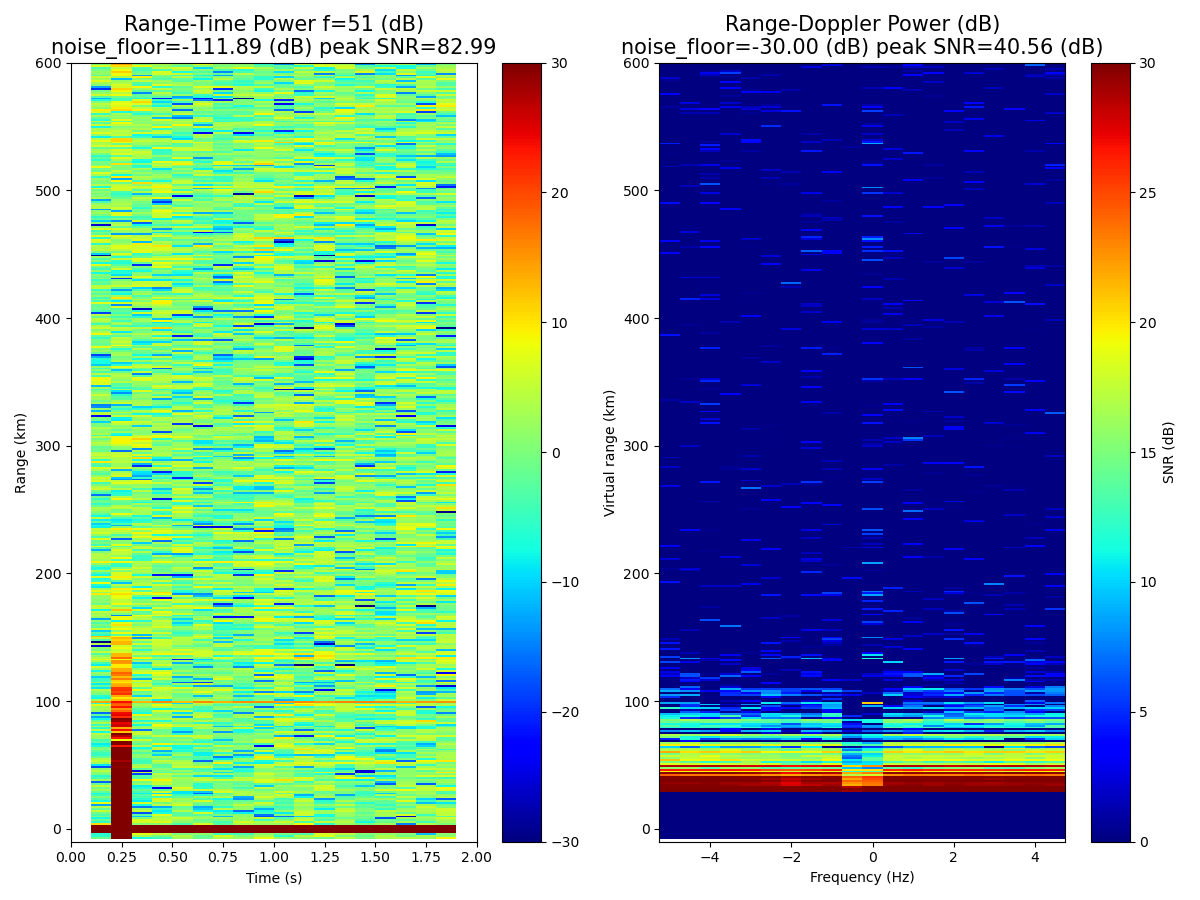 Range-Time Power f=51 (dB)
noise_floor=-111.89 (dB) peak SNR=82.99
600
500
400
300
200
100
0
Range (km)
0.00 0.25 0.50 0.75 1.00 1.25 1.50 1.75 2.00
Time (s)
30
20
10
0
−10
−20
−30
Range-Doppler Power (dB)
noise_floor=-30.00 (dB) peak SNR=40.56 (dB)
600
500
400
300
200
100
0
Virtual range (km)
−4 −2 0 2 4
Frequency (Hz)
30
25
20
15
10
5
0
SNR (dB)